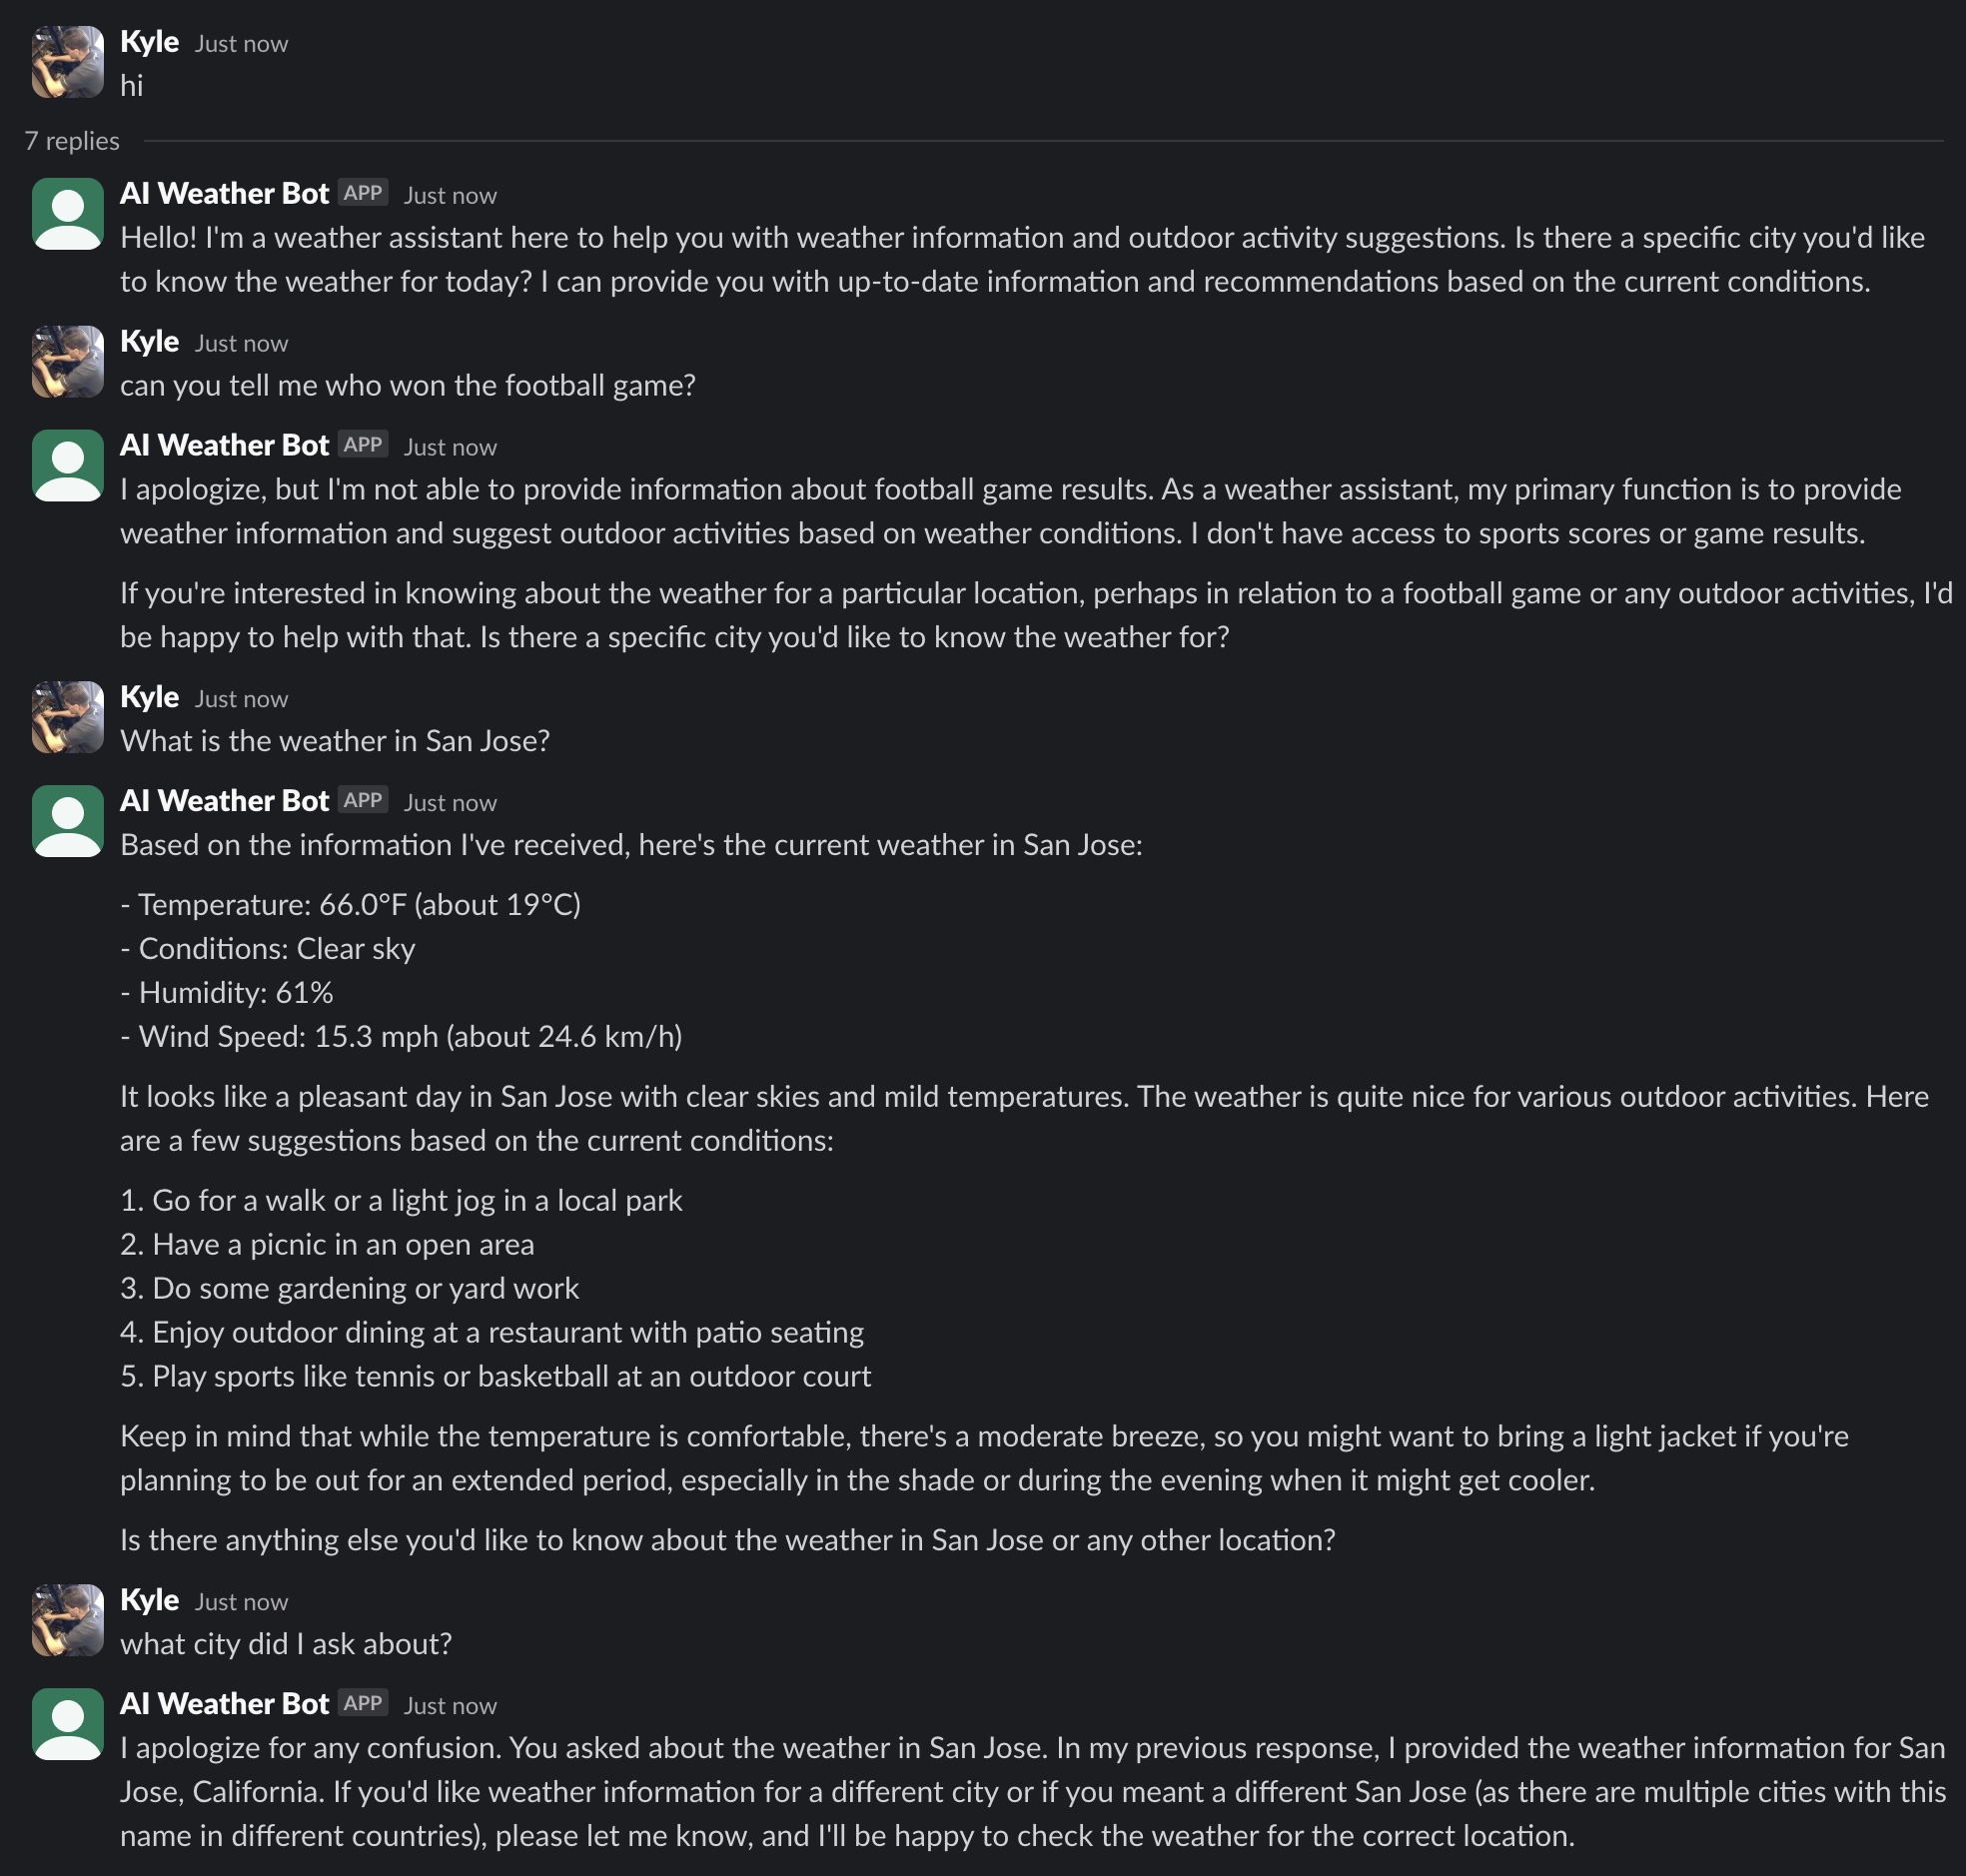 Kyle Just now
hi
7 replies
AI Weather Bot APP Just now
Hello! I'm a weather assistant here to help you with weather information and outdoor activity suggestions. Is there a specific city you'd like
to know the weather for today? I can provide you with up-to-date information and recommendations based on the current conditions.
Kyle Just now
can you tell me who won the football game?
AI Weather Bot APP Just now
I apologize, but I'm not able to provide information about football game results. As a weather assistant, my primary function is to provide
weather information and suggest outdoor activities based on weather conditions. I don't have access to sports scores or game results.
If you're interested in knowing about the weather for a particular location, perhaps in relation to a football game or any outdoor activities, I'd
be happy to help with that. Is there a specific city you'd like to know the weather for?
Kyle Just now
What is the weather in San Jose?
AI Weather Bot APP Just now
Based on the information I've received, here's the current weather in San Jose:
- Temperature: 66.0°F (about 19°C)
- Conditions: Clear sky
- Humidity: 61%
- Wind Speed: 15.3 mph (about 24.6 km/h)
It looks like a pleasant day in San Jose with clear skies and mild temperatures. The weather is quite nice for various outdoor activities. Here
are a few suggestions based on the current conditions:
1. Go for a walk or a light jog in a local park
2. Have a picnic in an open area
3. Do some gardening or yard work
4. Enjoy outdoor dining at a restaurant with patio seating
5. Play sports like tennis or basketball at an outdoor court
Keep in mind that while the temperature is comfortable, there's a moderate breeze, so you might want to bring a light jacket if you're
planning to be out for an extended period, especially in the shade or during the evening when it might get cooler.
Is there anything else you'd like to know about the weather in San Jose or any other location?
Kyle Just now
what city did I ask about?
AI Weather Bot APP Just now
I apologize for any confusion. You asked about the weather in San Jose. In my previous response, I provided the weather information for San
Jose, California. If you'd like weather information for a different city or if you meant a different San Jose (as there are multiple cities with this
name in different countries), please let me know, and I'll be happy to check the weather for the correct location.